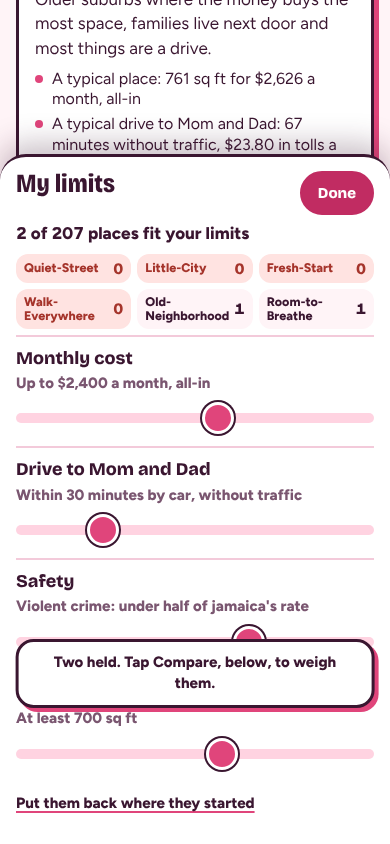 Older suburbs where the money buys the
most space, families live next door and
most things are a drive.
A typical place: 761 sq ft for $2,626 a
month, all-in
A typical drive to Mom and Dad: 67
minutes without traffic, $23.80 in tolls a
My limits
Done
2 of 207 places fit your limits
Quiet-Street 0
Little-City 0
Fresh-Start 0
Walk-
Everywhere 0
Old-
Neighborhood 1
Room-to-
Breathe 1
Monthly cost
Up to $2,400 a month, all-in
Drive to Mom and Dad
Within 30 minutes by car, without traffic
Safety
Violent crime: under half of jamaica's rate
Two held. Tap Compare, below, to weigh
them.
At least 700 sq ft
Put them back where they started